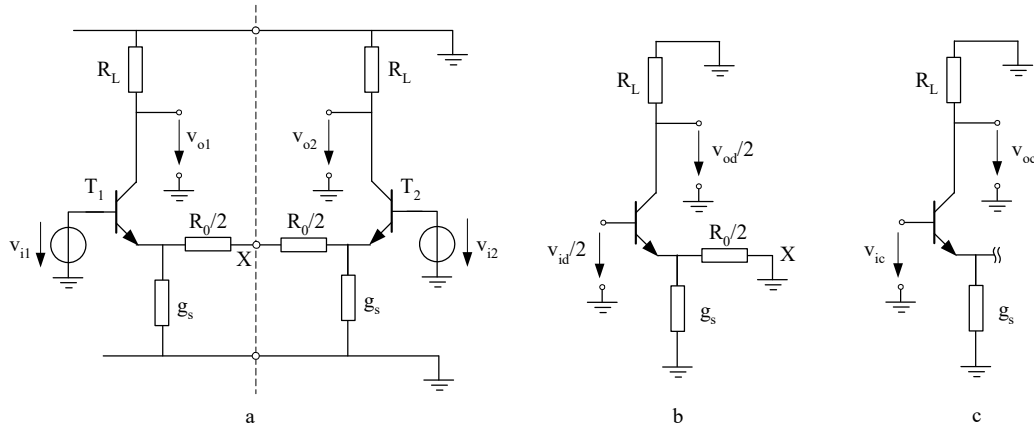 R_L
R_L
v_o1
v_o2
T_1
T_2
R_0/2
R_0/2
v_i1
X
v_i2
g_s
g_s
a
R_L
v_od/2
R_0/2
X
v_id/2
g_s
b
R_L
v_oc
v_ic
g_s
c